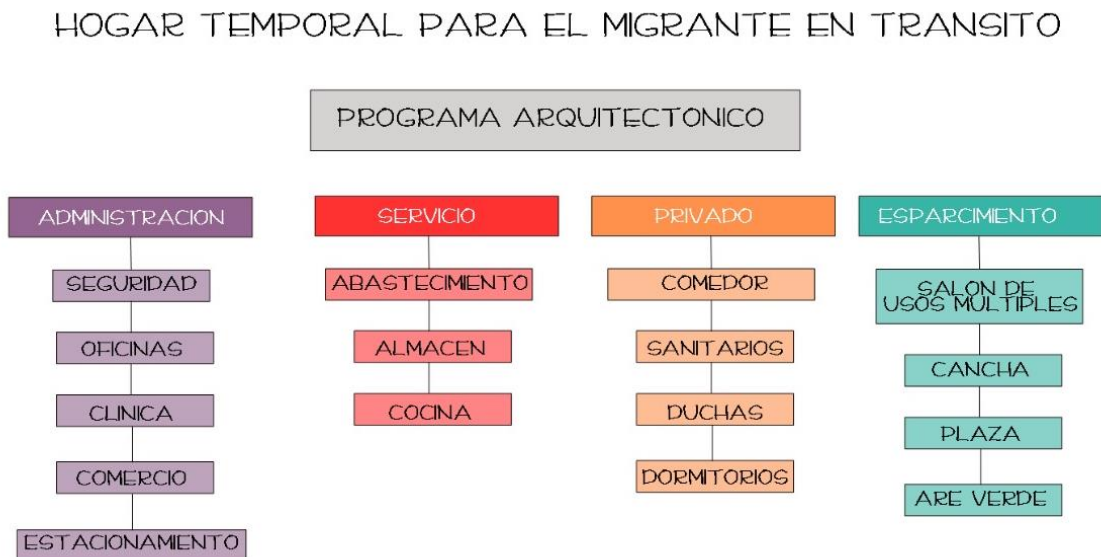 HOGAR TEMPORAL PARA EL MIGRANTE EN TRANSITO
PROGRAMA ARQUITECTONICO
ADMINISTRACION
SEGURIDAD
OFICINAS
CLINICA
COMERCIO
ESTACIONAMIENTO
SERVICIO
ABASTECIMIENTO
ALMACEN
COCINA
PRIVADO
COMEDOR
SANITARIOS
DUCHAS
DORMITORIOS
ESPARCIMIENTO
SALON DE
USOS MULTIPLES
CANCHA
PLAZA
ARE VERDE